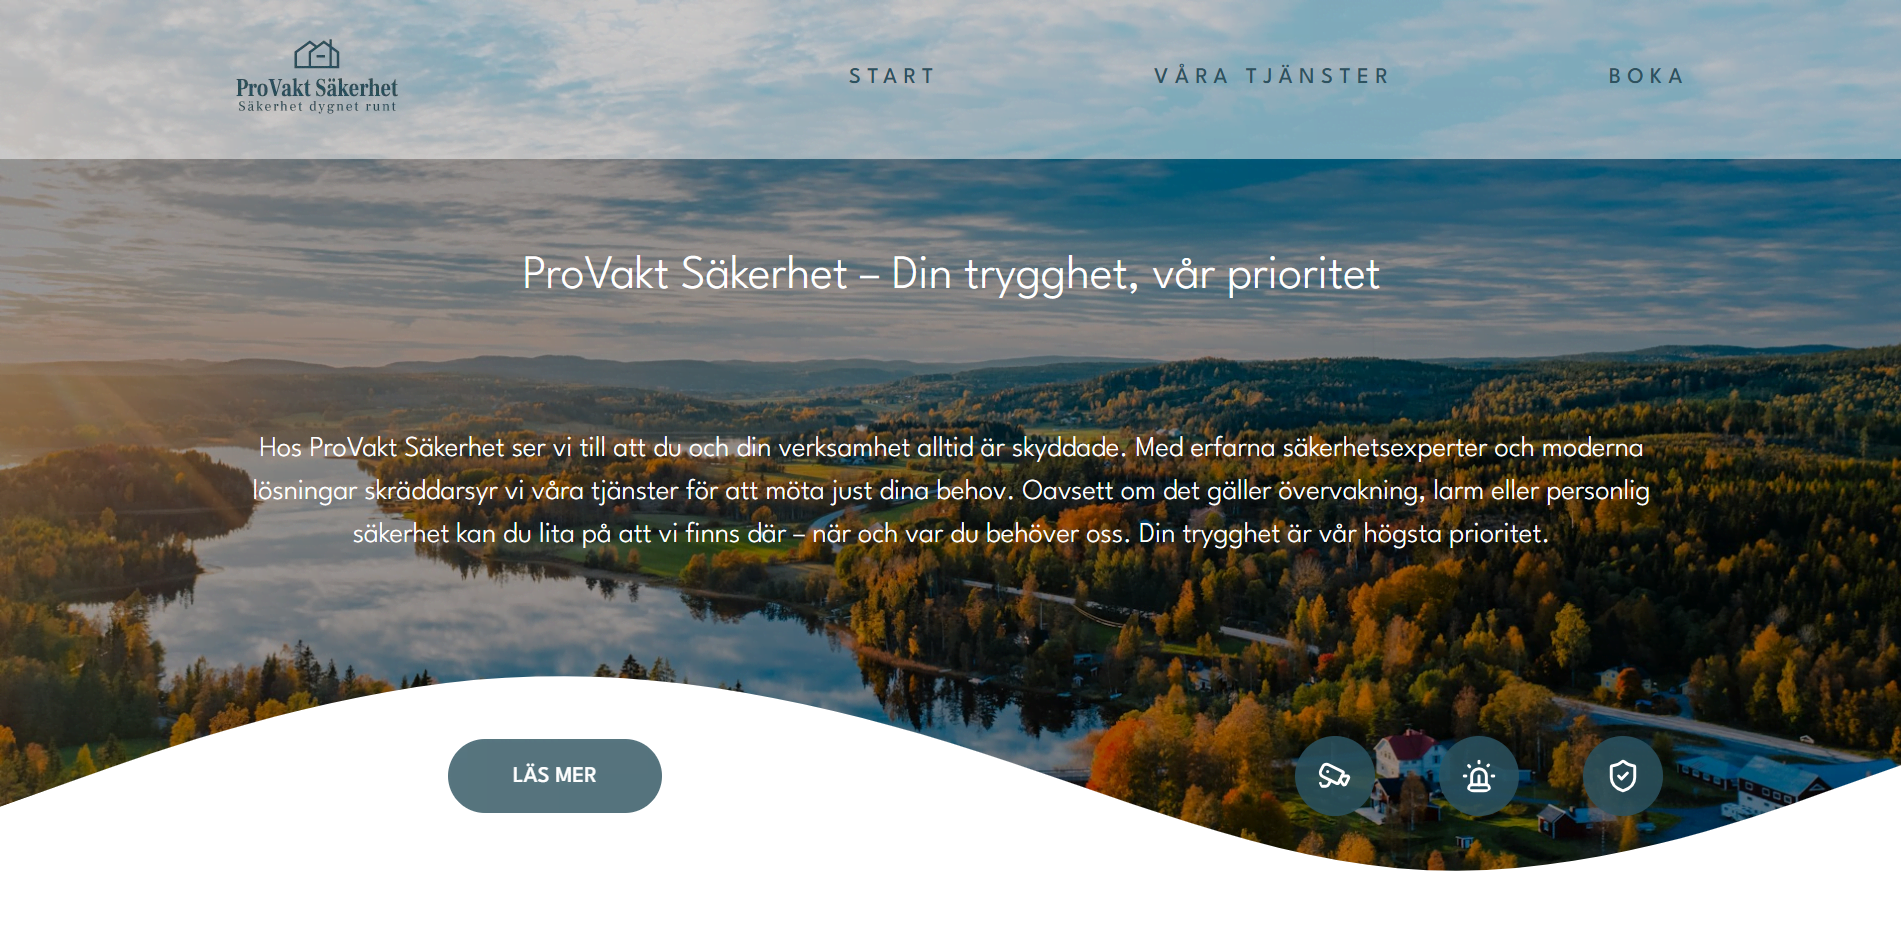 ProVakt Säkerhet
Säkerhet dygnet runt
START
VÅRA TJÄNSTER
BOKA
ProVakt Säkerhet – Din trygghet, vår prioritet
Hos ProVakt Säkerhet ser vi till att du och din verksamhet alltid är skyddade. Med erfarna säkerhetsexperter och moderna
lösningar skräddarsyr vi våra tjänster för att möta just dina behov. Oavsett om det gäller övervakning, larm eller personlig
säkerhet kan du lita på att vi finns där – när och var du behöver oss. Din trygghet är vår högsta prioritet.
LÄS MER